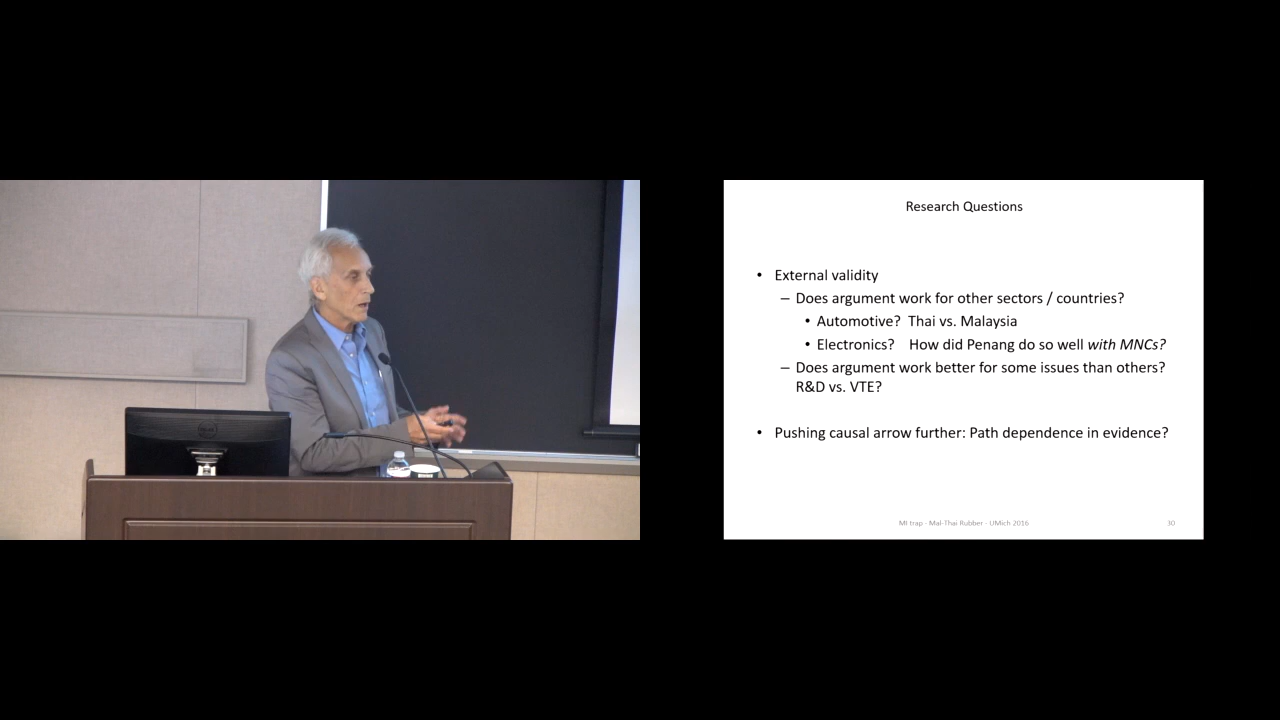 Research Questions
• External validity
– Does argument work for other sectors / countries?
• Automotive? Thai vs. Malaysia
• Electronics? How did Penang do so well with MNCs?
– Does argument work better for some issues than others?
R&D vs. VTE?
• Pushing causal arrow further: Path dependence in evidence?
MI trap - Mal-Thai Rubber - UMich 2016
30
DELL